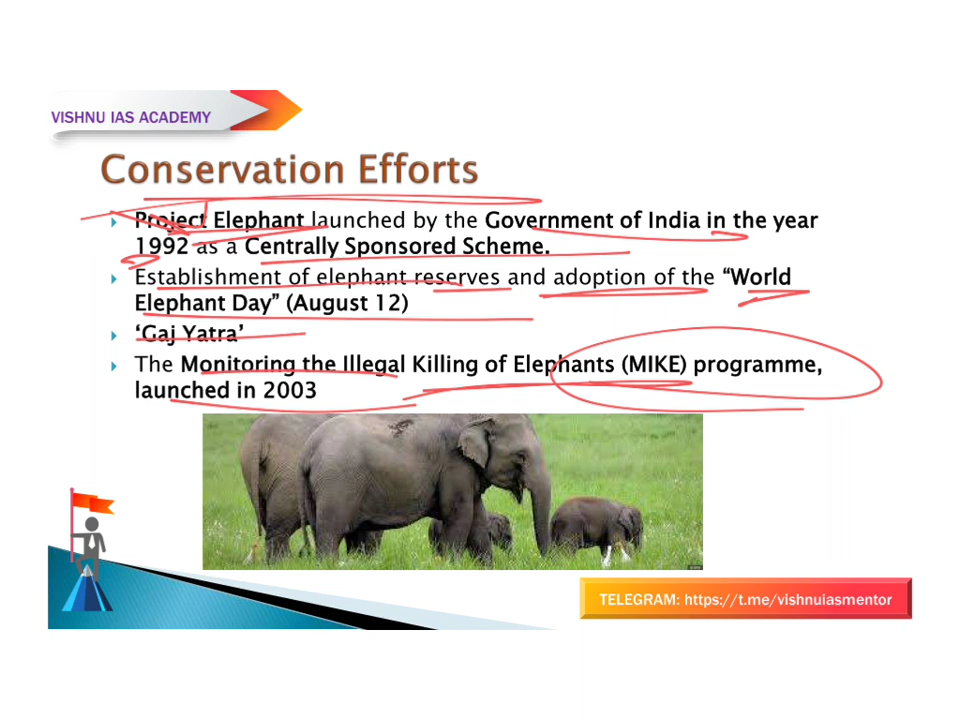 VISHNU IAS ACADEMY
Conservation Efforts
Project Elephant launched by the Government of India in the year
1992 as a Centrally Sponsored Scheme.
Establishment of elephant reserves and adoption of the “World
Elephant Day” (August 12)
‘Gaj Yatra’
The Monitoring the Illegal Killing of Elephants (MIKE) programme,
launched in 2003
TELEGRAM: https://t.me/vishnuiasmentor